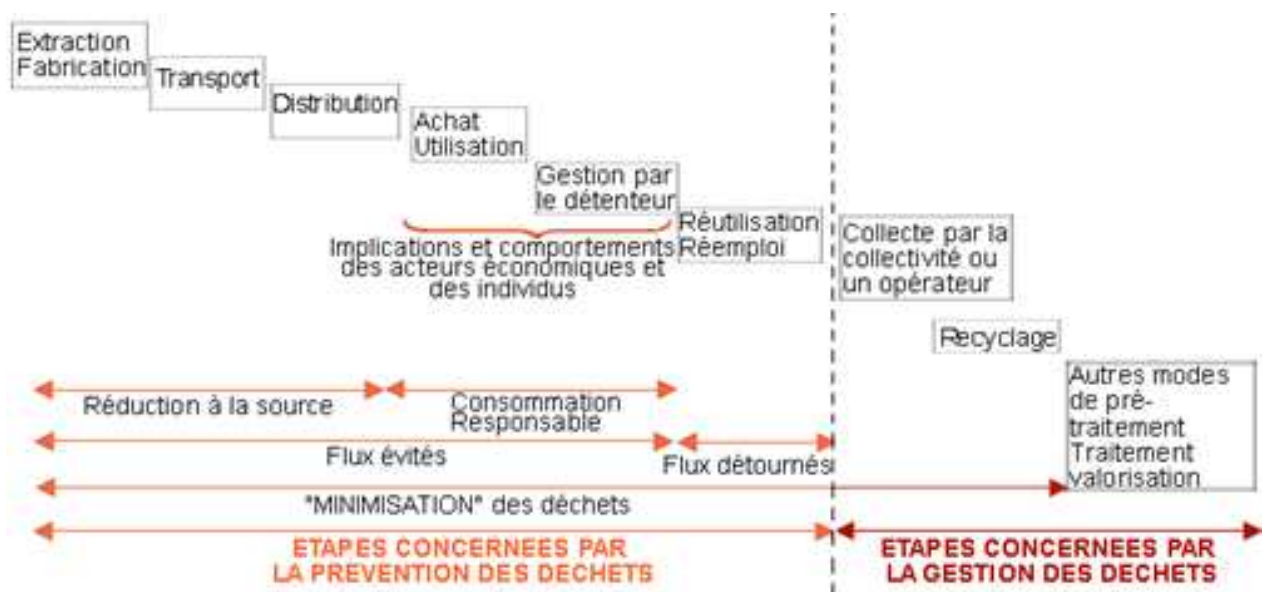 Extraction
Fabrication
Transport
Distribution
Achat
Utilisation
Gestion par
le détenteur
Réutilisation
Réemploi
Implications et comportements
des acteurs économiques et
des individus
Collecte par la
collectivité ou
un opérateur
Recyclage
Autres modes
de pré-
traitement
Traitement
valorisation
Réduction à la source
Consommation
Responsable
Flux évités
Flux détournés
"MINIMISATION" des déchets
ETAPES CONCERNEES PAR
LA PREVENTION DES DECHETS
ETAPES CONCERNEES PAR
LA GESTION DES DECHETS